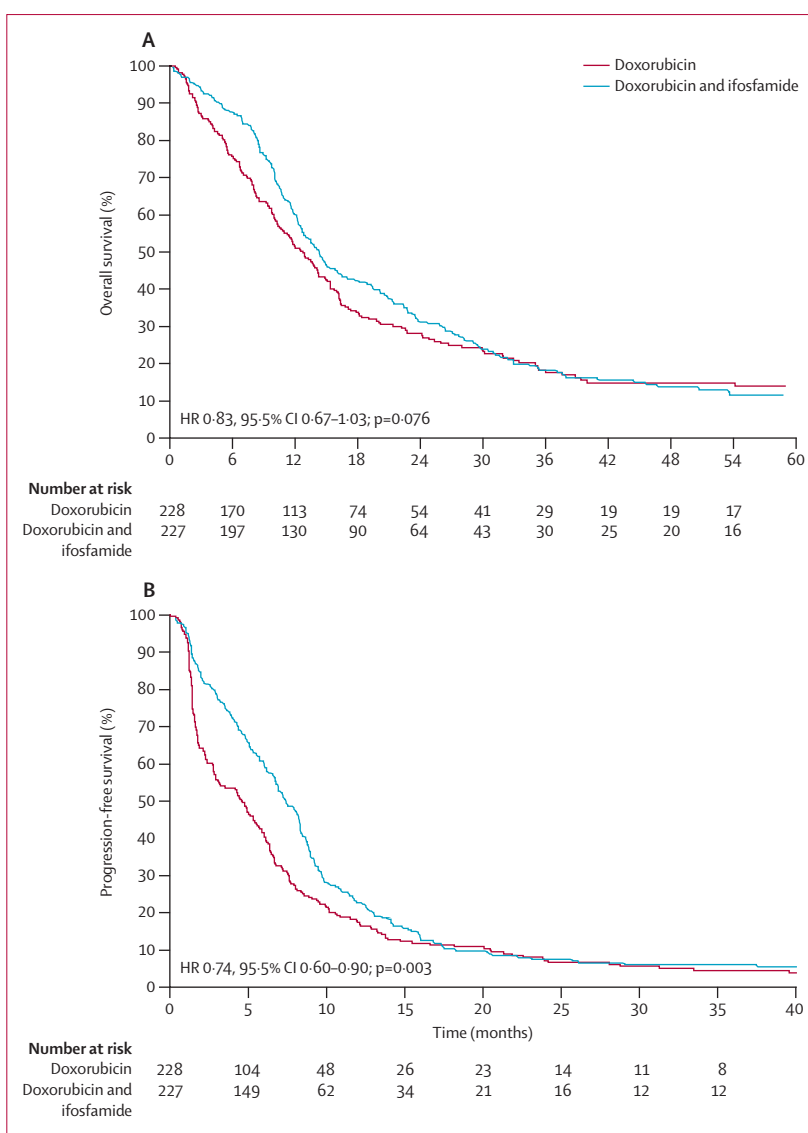 A
Doxorubicin
Doxorubicin and ifosfamide
100
90
80
70
60
50
40
30
20
10
0
Overall survival (%)
HR 0·83, 95·5% CI 0·67–1·03; p=0·076
0 6 12 18 24 30 36 42 48 54 60
Number at risk
Doxorubicin 228 170 113 74 54 41 29 19 19 17
Doxorubicin and 227 197 130 90 64 43 30 25 20 16
ifosfamide
B
100
90
80
70
60
50
40
30
20
10
0
Progression-free survival (%)
HR 0·74, 95·5% CI 0·60–0·90; p=0·003
0 5 10 15 20 25 30 35 40
Time (months)
Number at risk
Doxorubicin 228 104 48 26 23 14 11 8
Doxorubicin and 227 149 62 34 21 16 12 12
ifosfamide